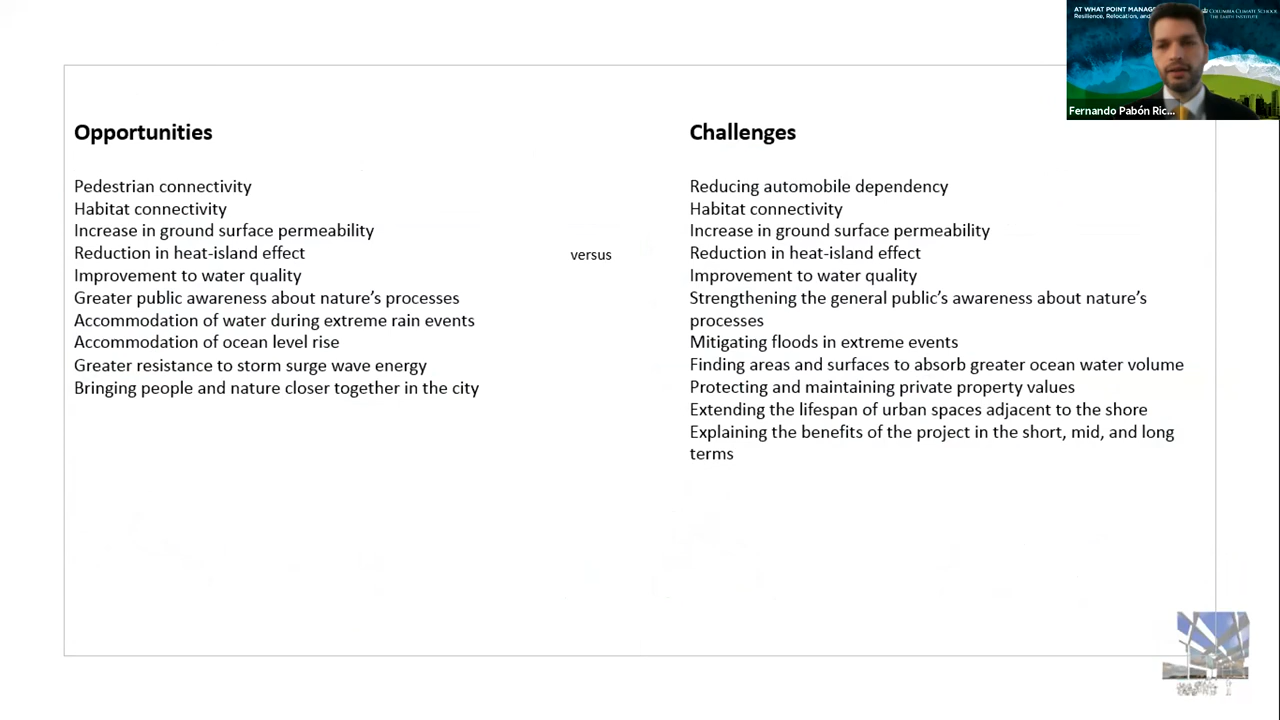 AT WHAT POINT MANAG
Resilience, Relocation, and
COLUMBIA CLIMATE SCHOOL
THE EARTH INSTITUTE
Fernando Pabón Ric...
Opportunities
Pedestrian connectivity
Habitat connectivity
Increase in ground surface permeability
Reduction in heat-island effect
Improvement to water quality
Greater public awareness about nature’s processes
Accommodation of water during extreme rain events
Accommodation of ocean level rise
Greater resistance to storm surge wave energy
Bringing people and nature closer together in the city
versus
Challenges
Reducing automobile dependency
Habitat connectivity
Increase in ground surface permeability
Reduction in heat-island effect
Improvement to water quality
Strengthening the general public’s awareness about nature’s
processes
Mitigating floods in extreme events
Finding areas and surfaces to absorb greater ocean water volume
Protecting and maintaining private property values
Extending the lifespan of urban spaces adjacent to the shore
Explaining the benefits of the project in the short, mid, and long
terms